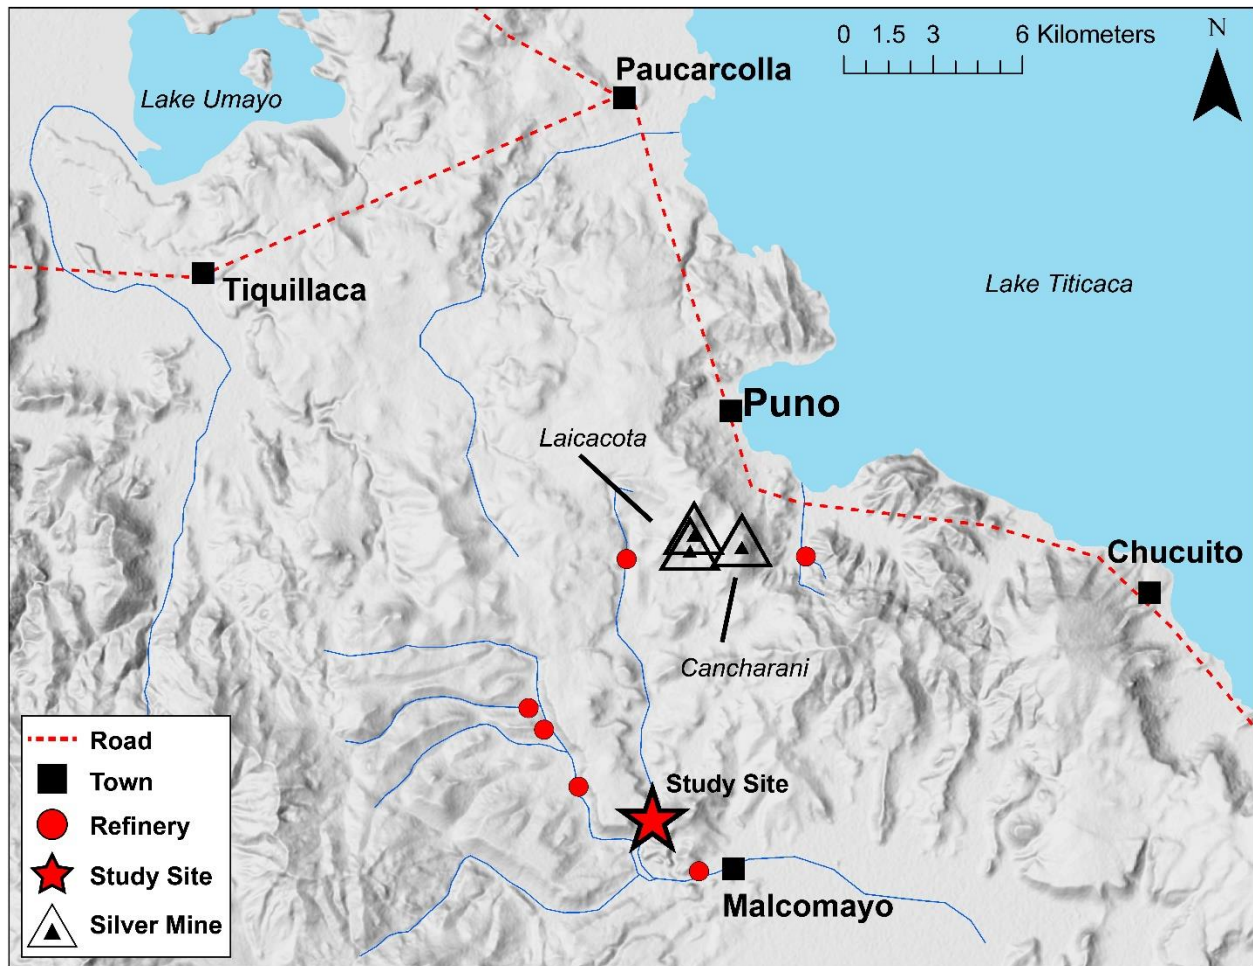 0 1.5 3 6 Kilometers
N
Paucarcolla
Lake Umayo
Lake Titicaca
Tiquillaca
Puno
Laicacota
Chucuito
Cancharani
Study Site
Malcomayo
Road
Town
Refinery
Study Site
Silver Mine